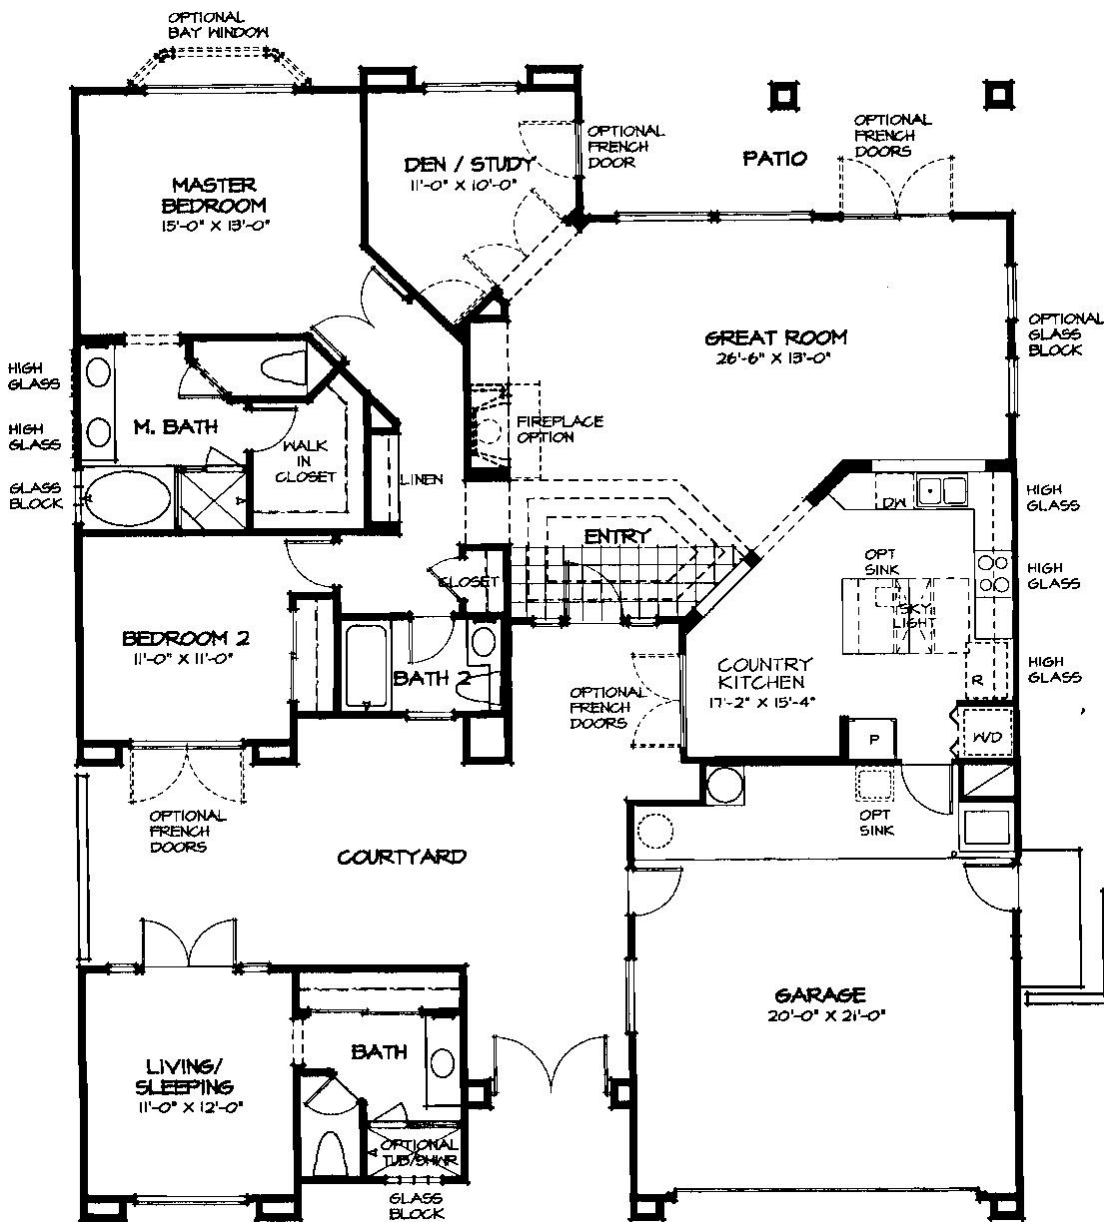 OPTIONAL
BAY WINDOW
MASTER
BEDROOM
15'-0" X 13'-0"
DEN / STUDY
11'-0" X 10'-0"
OPTIONAL
FRENCH
DOOR
PATIO
OPTIONAL
FRENCH
DOORS
GREAT ROOM
26'-6" X 13'-0"
OPTIONAL
GLASS
BLOCK
HIGH
GLASS
HIGH
GLASS
GLASS
BLOCK
M. BATH
WALK
IN
CLOSET
LINEN
FIREPLACE
OPTION
ENTRY
DW
HIGH
GLASS
OPT
SINK
HIGH
GLASS
SKY
LIGHT
CLOSET
BEDROOM 2
11'-0" X 11'-0"
BATH 2
OPTIONAL
FRENCH
DOORS
COUNTRY
KITCHEN
17'-2" X 15'-4"
R
HIGH
GLASS
P
W/D
OPTIONAL
FRENCH
DOORS
OPT
SINK
COURTYARD
GARAGE
20'-0" X 21'-0"
LIVING/
SLEEPING
11'-0" X 12'-0"
BATH
OPTIONAL
TUB/SHWR
GLASS
BLOCK